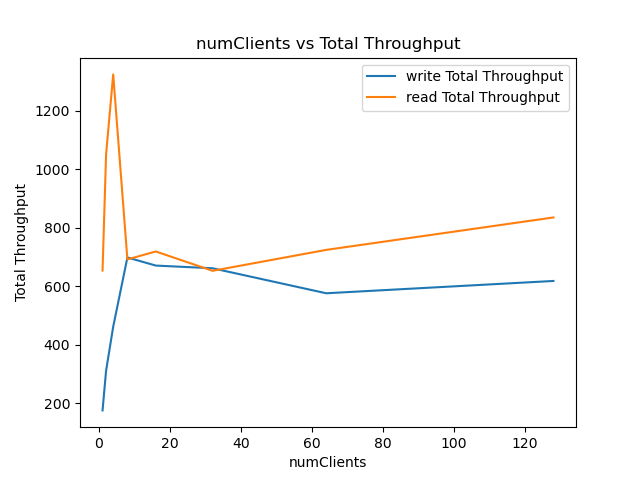 numClients vs Total Throughput
write Total Throughput
read Total Throughput
1200
1000
800
600
400
200
Total Throughput
0 20 40 60 80 100 120
numClients